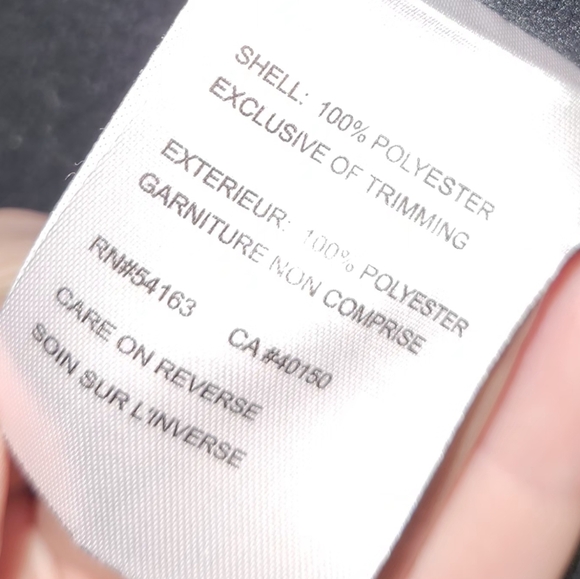 SHELL: 100% POLYESTER
EXCLUSIVE OF TRIMMING
EXTERIEUR: 100% POLYESTER
GARNITURE NON COMPRISE
RN#54163 CA #40150
CARE ON REVERSE
SOIN SUR L'INVERSE